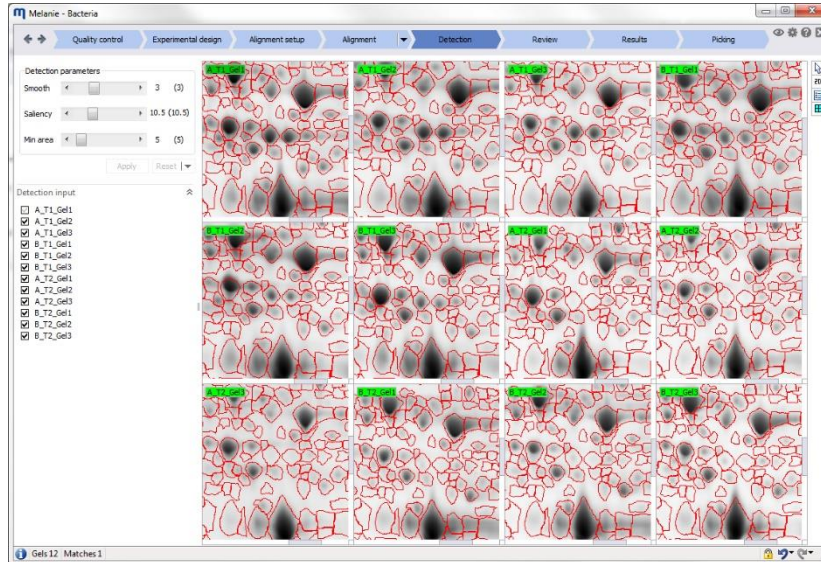 Melanie - Bacteria
Quality control Experimental design Alignment setup Alignment Detection Review Results Picking
Detection parameters
Smooth 3 (3)
Saliency 10.5 (10.5)
Min area 5 (5)
Apply Reset
Detection input
A_T1_Gel1
A_T1_Gel2
A_T1_Gel3
B_T1_Gel1
B_T1_Gel2
B_T1_Gel3
A_T2_Gel1
A_T2_Gel2
A_T2_Gel3
B_T2_Gel1
B_T2_Gel2
B_T2_Gel3
A_T1_Gel1 A_T1_Gel2 A_T1_Gel3 B_T1_Gel1
B_T1_Gel2 B_T1_Gel3 A_T2_Gel1 A_T2_Gel2
A_T2_Gel3 B_T2_Gel1 B_T2_Gel2 B_T2_Gel3
Gels 12 Matches 1